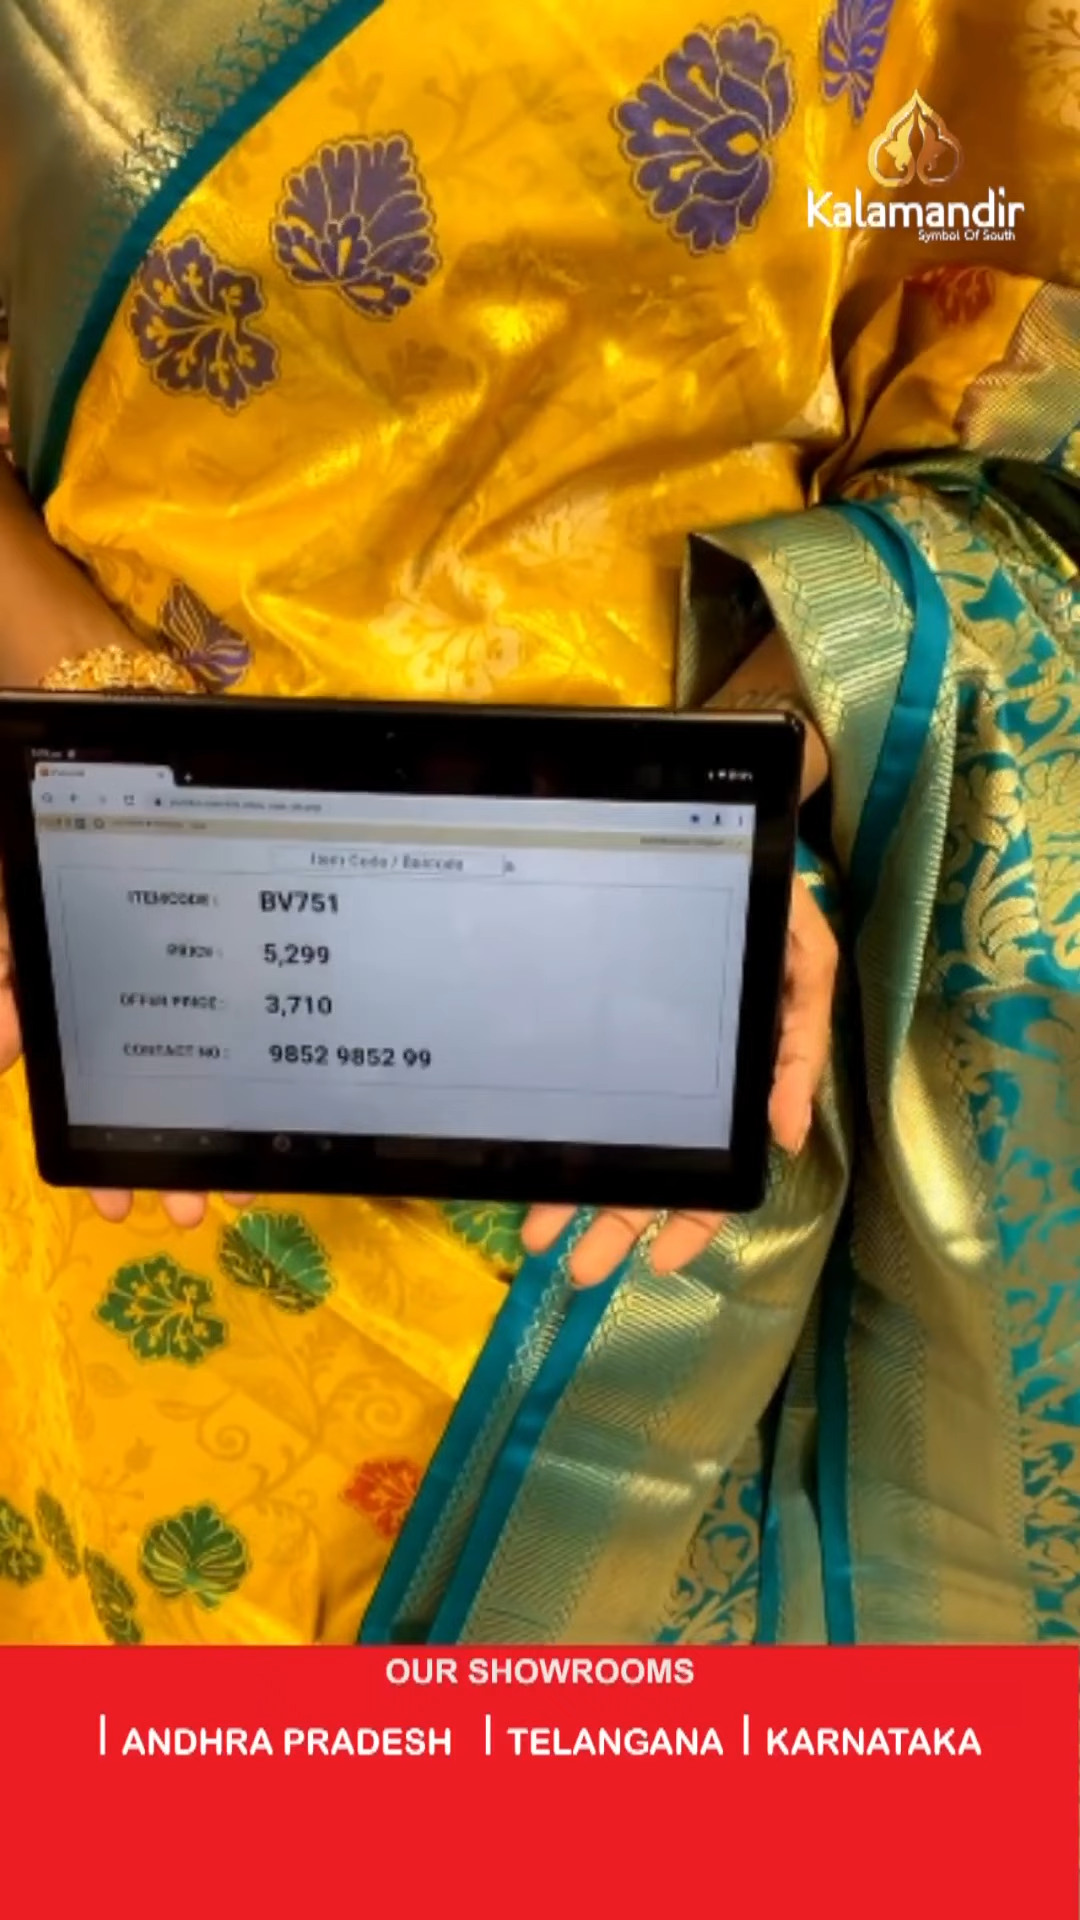 Kalamandir
Symbol Of South
Item Code / Barcode
ITEMCODE : BV751
PRICE : 5,299
OFFER PRICE : 3,710
CONTACT NO : 9852 9852 99
OUR SHOWROOMS
| ANDHRA PRADESH | TELANGANA | KARNATAKA